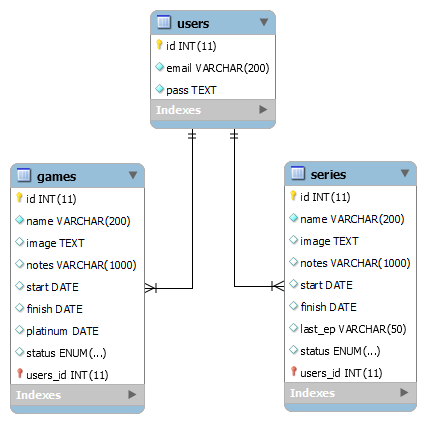 users
id INT(11)
email VARCHAR(200)
pass TEXT
Indexes
games
id INT(11)
name VARCHAR(200)
image TEXT
notes VARCHAR(1000)
start DATE
finish DATE
platinum DATE
status ENUM(...)
users_id INT(11)
Indexes
series
id INT(11)
name VARCHAR(200)
image TEXT
notes VARCHAR(1000)
start DATE
finish DATE
last_ep VARCHAR(50)
status ENUM(...)
users_id INT(11)
Indexes